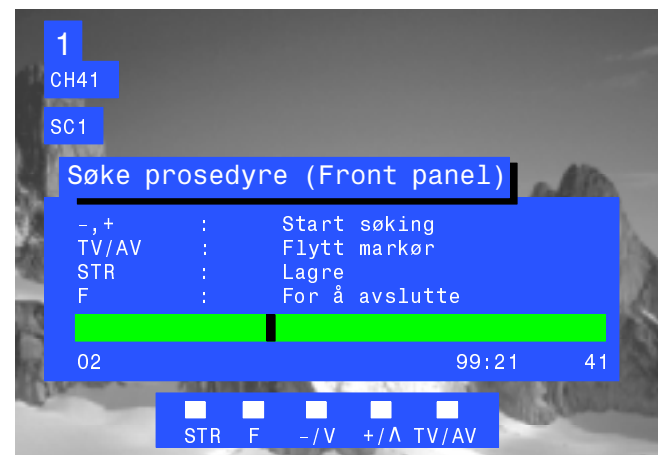 1
CH41
SC1
Søke prosedyre (Front panel)
-,+ : Start søking
TV/AV : Flytt markør
STR : Lagre
F : For å avslutte
02 99:21 41
STR F -/V +/Λ TV/AV